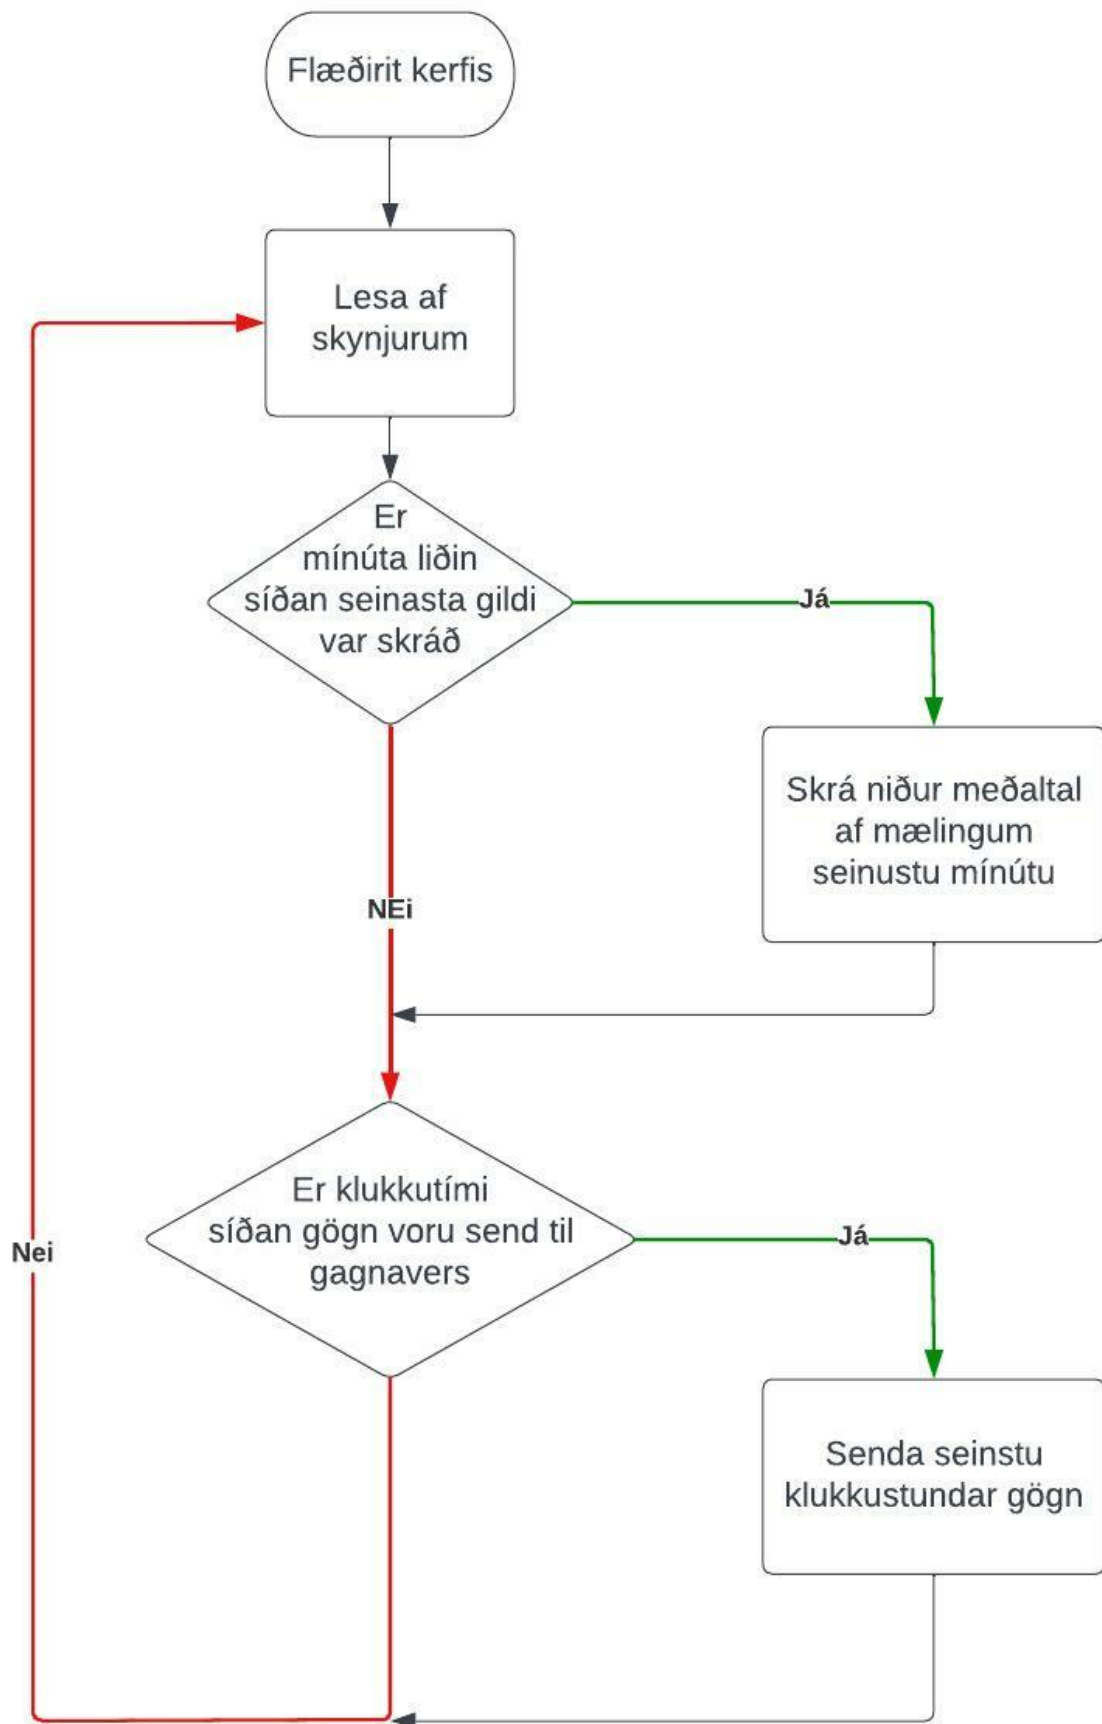 Flæðirit kerfis
Lesa af
skynjurum
Er
mínúta liðin
síðan seinasta gildi
var skráð
Já
Skrá niður meðaltal
af mælingum
seinustu mínútu
NEi
Er klukkutími
síðan gögn voru send til
gagnavers
Já
Nei
Senda seinstu
klukkustundar gögn